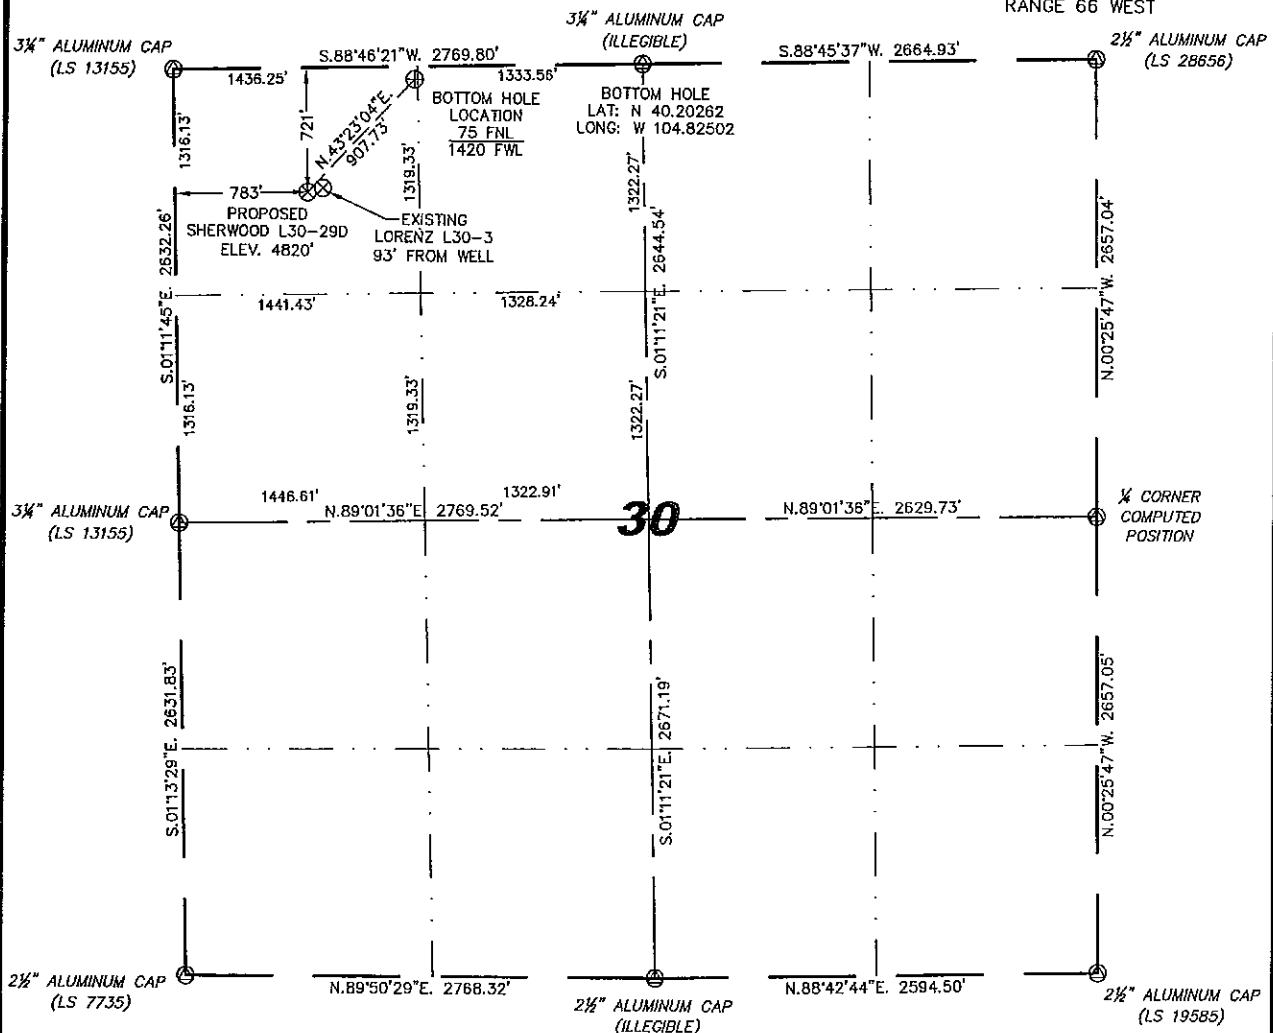 RANGE 66 WEST
3¼" ALUMINUM CAP
(LS 13155)
3¼" ALUMINUM CAP
(ILLEGIBLE)
2½" ALUMINUM CAP
(LS 28656)
S.88°46'21"W. 2769.80'
S.88°45'37"W. 2664.93'
1436.25'
1333.56'
BOTTOM HOLE
LOCATION
75 FNL
1420 FWL
BOTTOM HOLE
LAT: N 40.20262
LONG: W 104.82502
1316.13'
721'
N.43°23'04"E.
907.73'
1319.33'
1322.27'
783'
PROPOSED
SHERWOOD L30-29D
ELEV. 4820'
EXISTING
LORENZ L30-3
93' FROM WELL
S.01°11'45"E. 2632.26'
S.01°11'21"E. 2644.54'
N.00°25'47"W. 2657.04'
1441.43'
1328.24'
1316.13'
1319.33'
1322.27'
3¼" ALUMINUM CAP
(LS 13155)
1446.61'
1322.91'
N.89°01'36"E 2769.52'
30
N.89°01'36"E. 2629.73'
¼ CORNER
COMPUTED
POSITION
S.01°13'29"E. 2631.83'
S.01°11'21"E. 2671.19'
N.00°25'47"W. 2657.05'
2½" ALUMINUM CAP
(LS 7735)
N.89°50'29"E. 2768.32'
2½" ALUMINUM CAP
(ILLEGIBLE)
N.88°42'44"E. 2594.50'
2½" ALUMINUM CAP
(LS 19585)